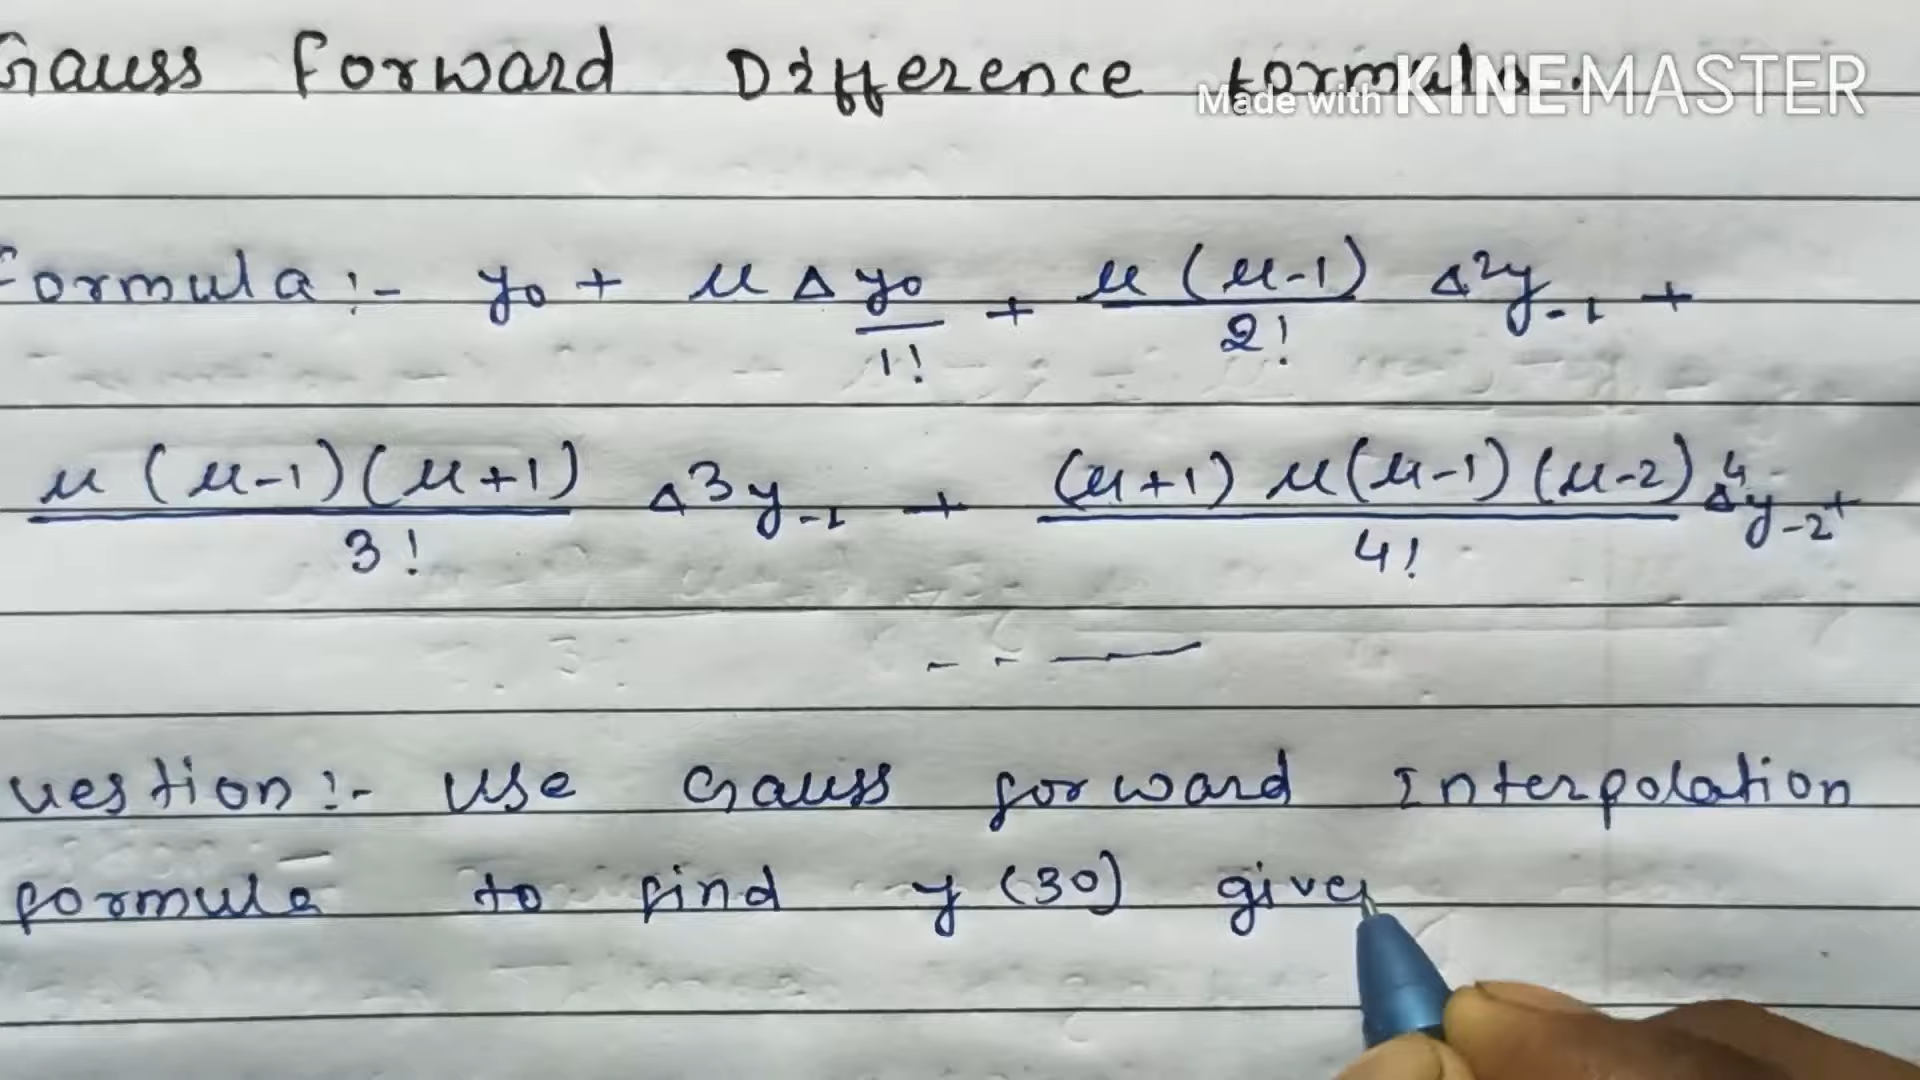 Gauss Forward Difference formula.
Made with KINEMASTER
Formula:- y₀ + u Δ y₀/1! + u(u-1)/2! Δ²y₋₁ +
u(u-1)(u+1)/3! Δ³y₋₁ + (u+1)u(u-1)(u-2)/4! Δ⁴y₋₂ +
- - —
uestion:- Use Gauss forward Interpolation
formula to find y(30) give